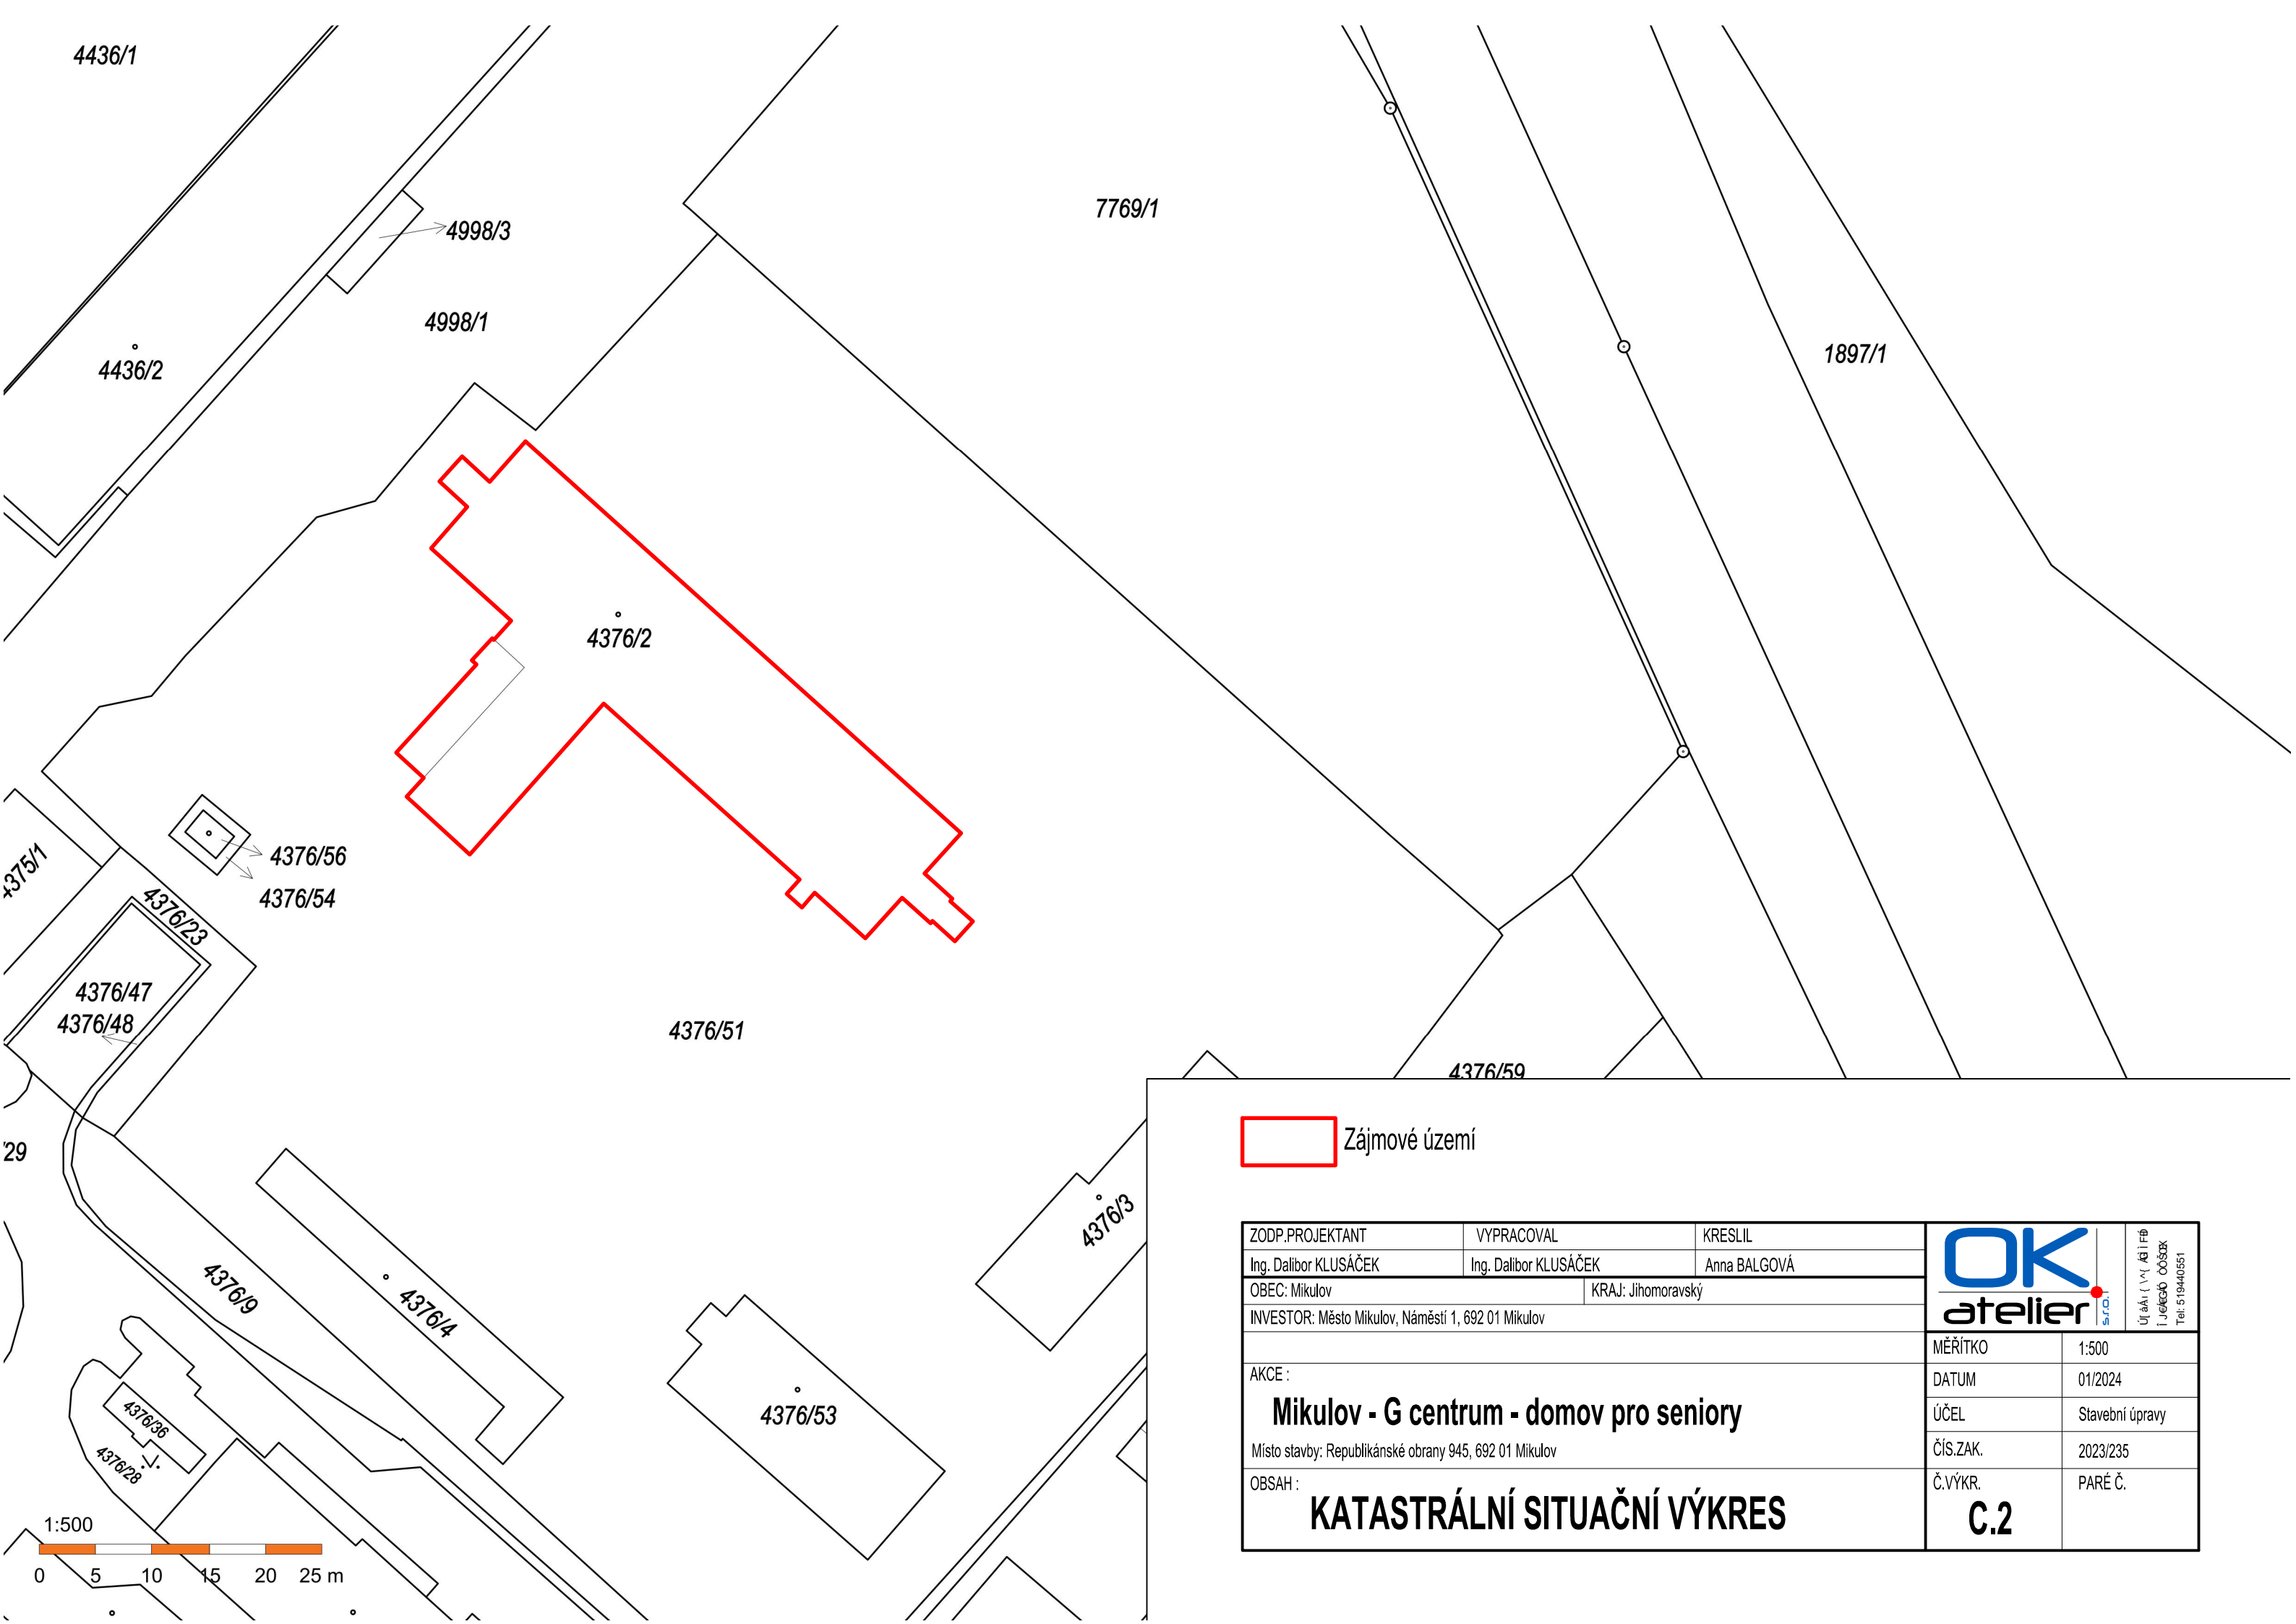 4436/1
4998/3
7769/1
4998/1
4436/2
1897/1
4376/2
4376/56
4375/1
4376/54
4376/23
4376/47
4376/48
4376/51
4376/59
/29
4376/3
4376/9
4376/4
4376/53
4376/36
4376/28
1:500
0 5 10 15 20 25 m
Zájmové území
ZODP.PROJEKTANT VYPRACOVAL KRESLIL
Ing. Dalibor KLUSÁČEK Ing. Dalibor KLUSÁČEK Anna BALGOVÁ
OBEC: Mikulov KRAJ: Jihomoravský
INVESTOR: Město Mikulov, Náměstí 1, 692 01 Mikulov
AKCE :
Mikulov - G centrum - domov pro seniory
Místo stavby: Republikánské obrany 945, 692 01 Mikulov
OBSAH :
KATASTRÁLNÍ SITUAČNÍ VÝKRES
OK
atelier
s.r.o.
Tel: 519440551
MĚŘÍTKO 1:500
DATUM 01/2024
ÚČEL Stavební úpravy
ČÍS.ZAK. 2023/235
Č.VÝKR. PARÉ Č.
C.2